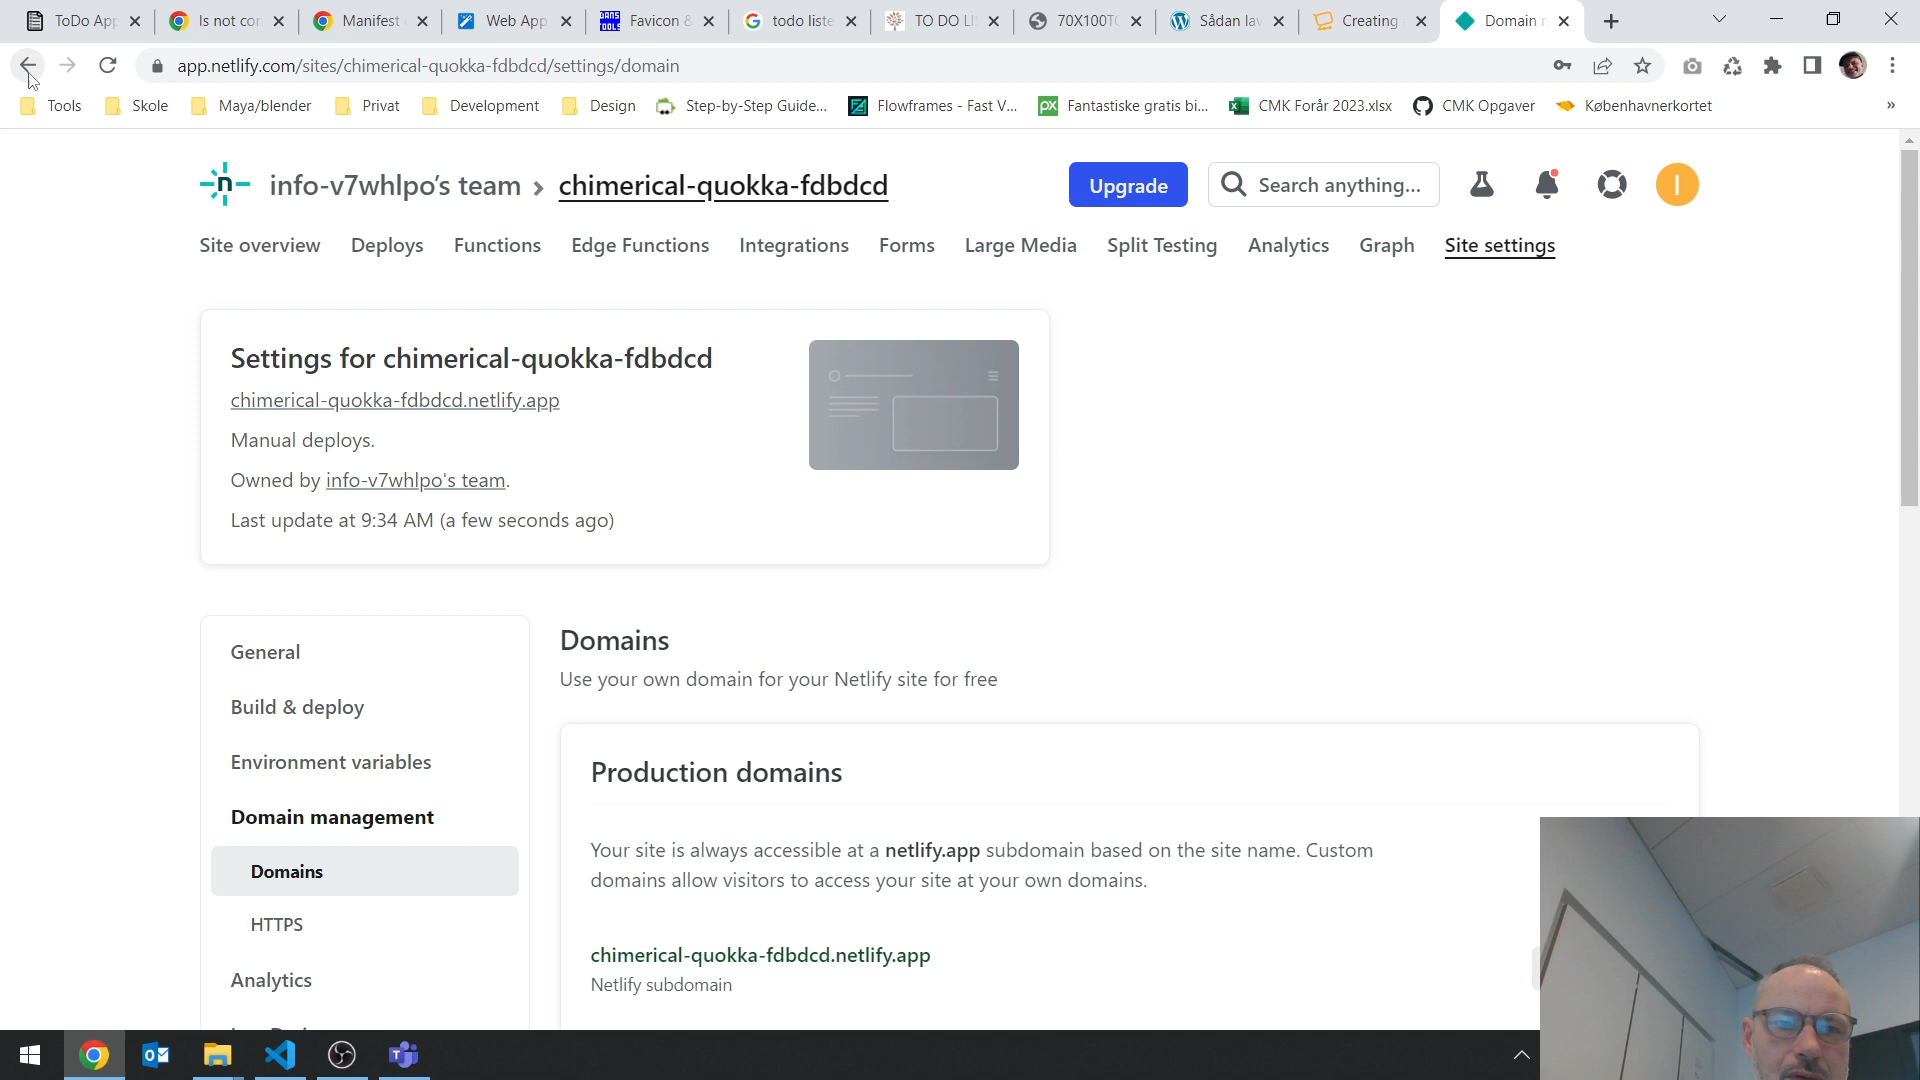 ToDo App
Is not con
Manifest
Web App
Favicon &
todo liste
TO DO LI
70X100TO
Sådan lav
Creating
Domain
app.netlify.com/sites/chimerical-quokka-fdbdcd/settings/domain
Tools
Skole
Maya/blender
Privat
Development
Design
Step-by-Step Guide...
Flowframes - Fast V...
Fantastiske gratis bi...
CMK Forår 2023.xlsx
CMK Opgaver
Københavnerkortet
»
info-v7whlpo's team > chimerical-quokka-fdbdcd
Upgrade
Search anything...
I
Site overview
Deploys
Functions
Edge Functions
Integrations
Forms
Large Media
Split Testing
Analytics
Graph
Site settings
Settings for chimerical-quokka-fdbdcd
chimerical-quokka-fdbdcd.netlify.app
Manual deploys.
Owned by info-v7whlpo's team.
Last update at 9:34 AM (a few seconds ago)
General
Build & deploy
Environment variables
Domain management
Domains
HTTPS
Analytics
Domains
Use your own domain for your Netlify site for free
Production domains
Your site is always accessible at a netlify.app subdomain based on the site name. Custom
domains allow visitors to access your site at your own domains.
chimerical-quokka-fdbdcd.netlify.app
Netlify subdomain